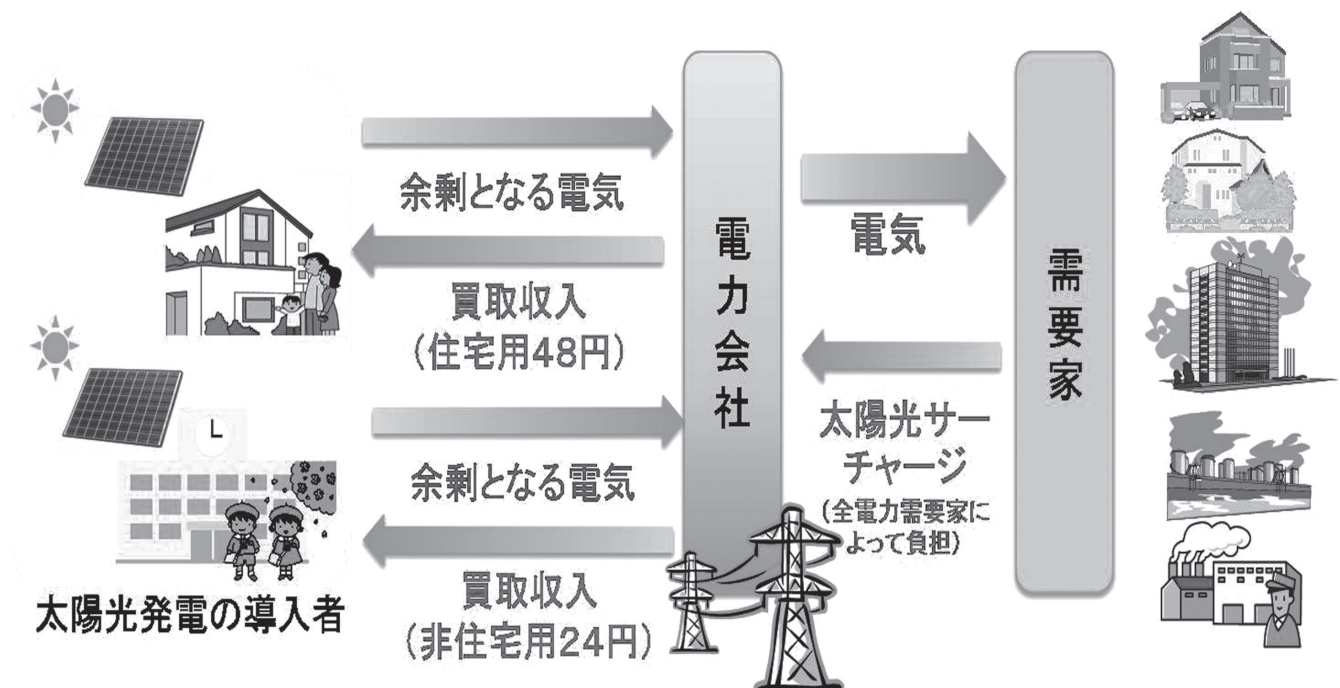 余剰となる電気
買取収入
(住宅用48円)
余剰となる電気
買取収入
(非住宅用24円)
太陽光発電の導入者
電力会社
電気
太陽光サー
チャージ
(全電力需要家に
よって負担)
需要家